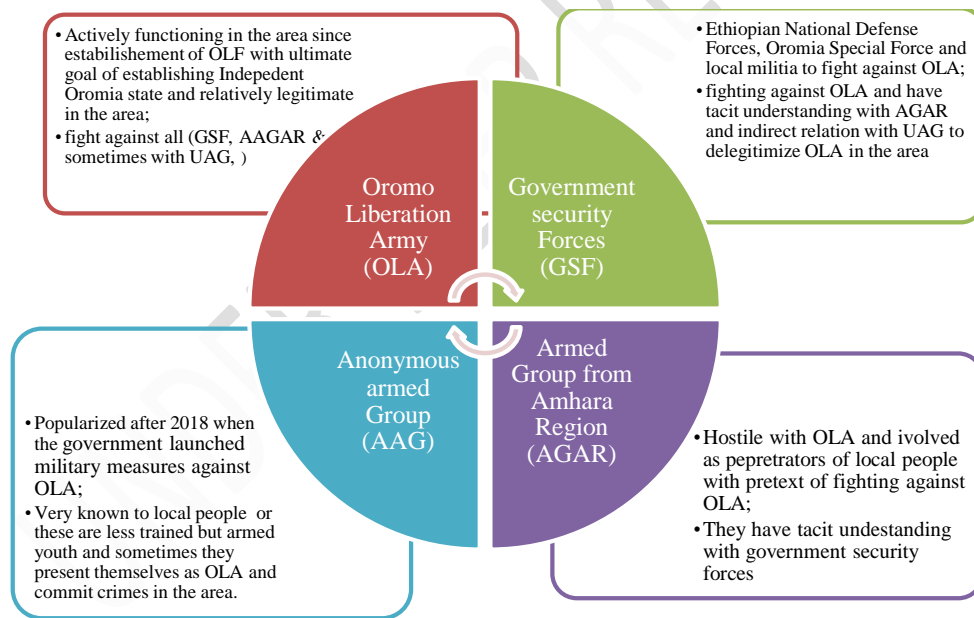 • Actively functioning in the area since
estabilishement of OLF with ultimate
goal of establishing Indepedent
Oromia state and relatively legitimate
in the area;
• fight against all (GSF, AAGAR &
sometimes with UAG, )
• Ethiopian National Defense
Forces, Oromia Special Force and
local militia to fight against OLA;
• fighting against OLA and have
tacit understanding with AGAR
and indirect relation with UAG to
delegitimize OLA in the area
Oromo
Liberation
Army
(OLA)
Government
security
Forces
(GSF)
Anonymous
armed
Group
(AAG)
Armed
Group from
Amhara
Region
(AGAR)
• Popularized after 2018 when
the government launched
military measures against
OLA;
• Very known to local people or
these are less trained but armed
youth and sometimes they
present themselves as OLA and
commit crimes in the area.
• Hostile with OLA and ivolved
as pepretrators of local people
with pretext of fighting against
OLA;
• They have tacit undestanding
with government security
forces